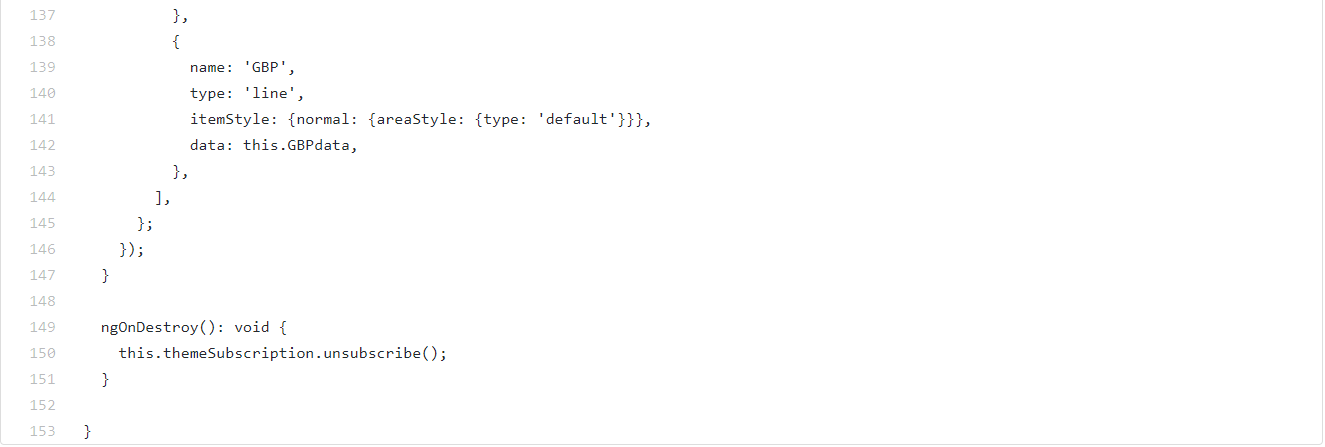 137 },
138 {
139 name: 'GBP',
140 type: 'line',
141 itemStyle: {normal: {areaStyle: {type: 'default'}}},
142 data: this.GBPdata,
143 },
144 ],
145 };
146 });
147 }
148
149 ngOnDestroy(): void {
150 this.themeSubscription.unsubscribe();
151 }
152
153 }